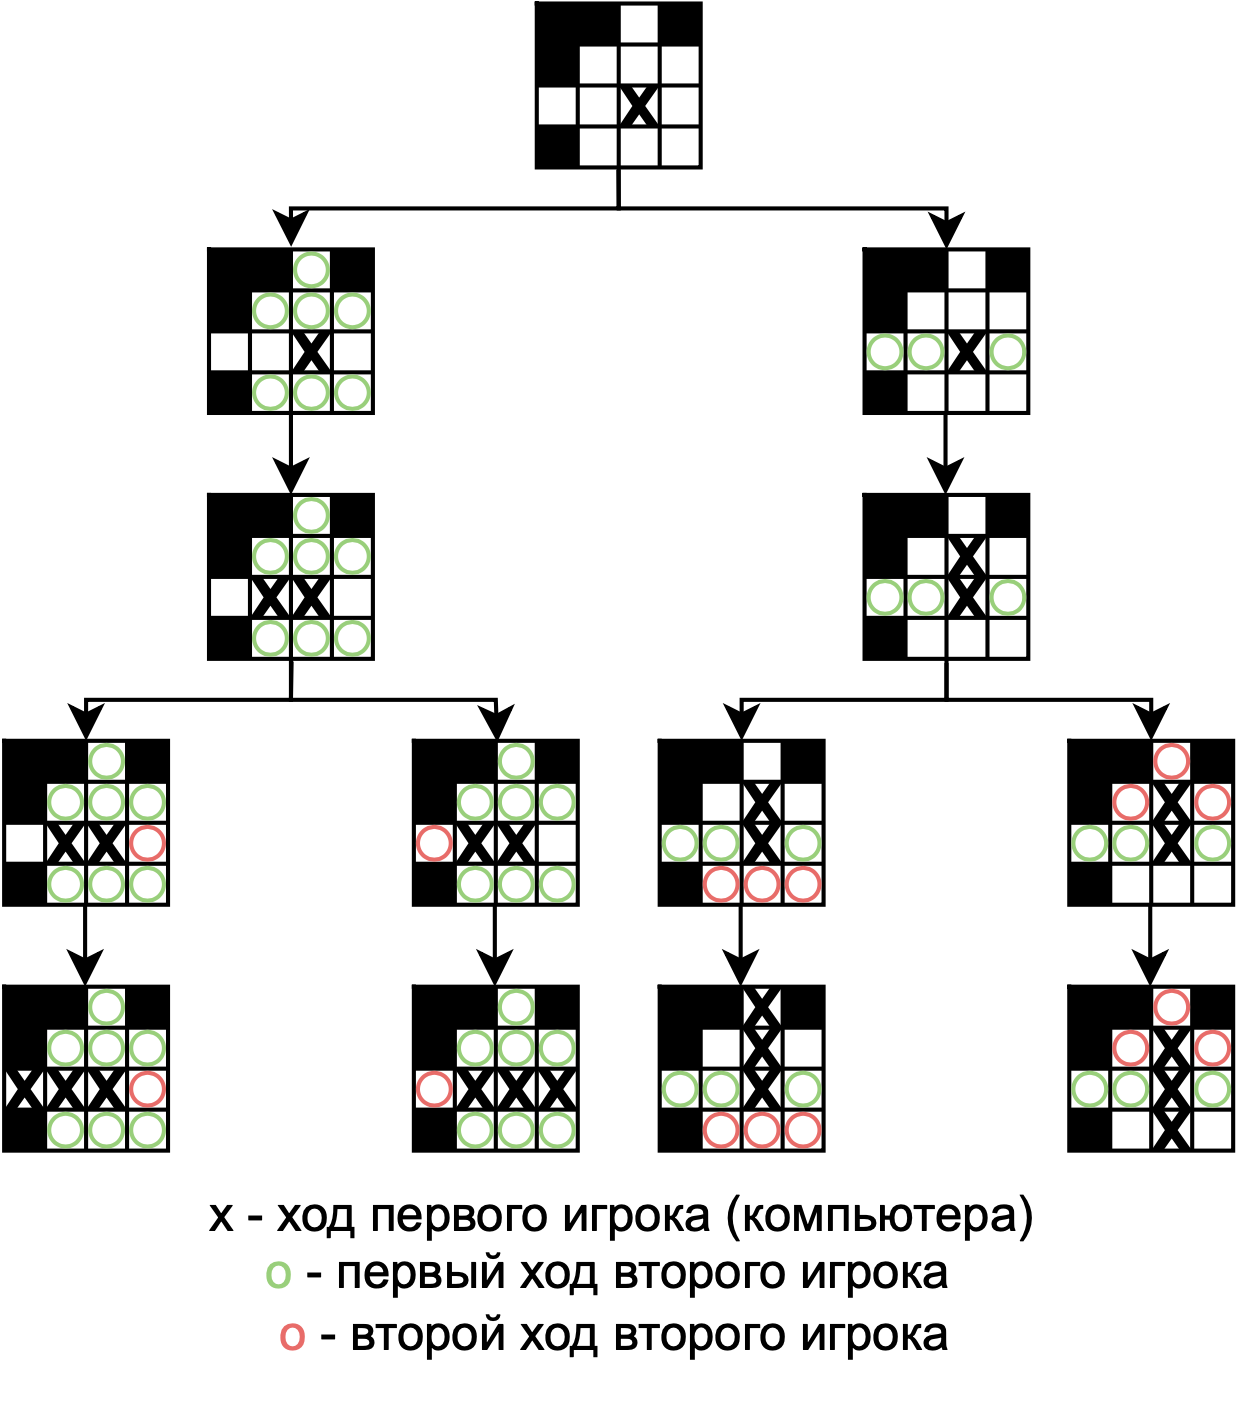 х - ход первого игрока (компьютера)
о - первый ход второго игрока
о - второй ход второго игрока